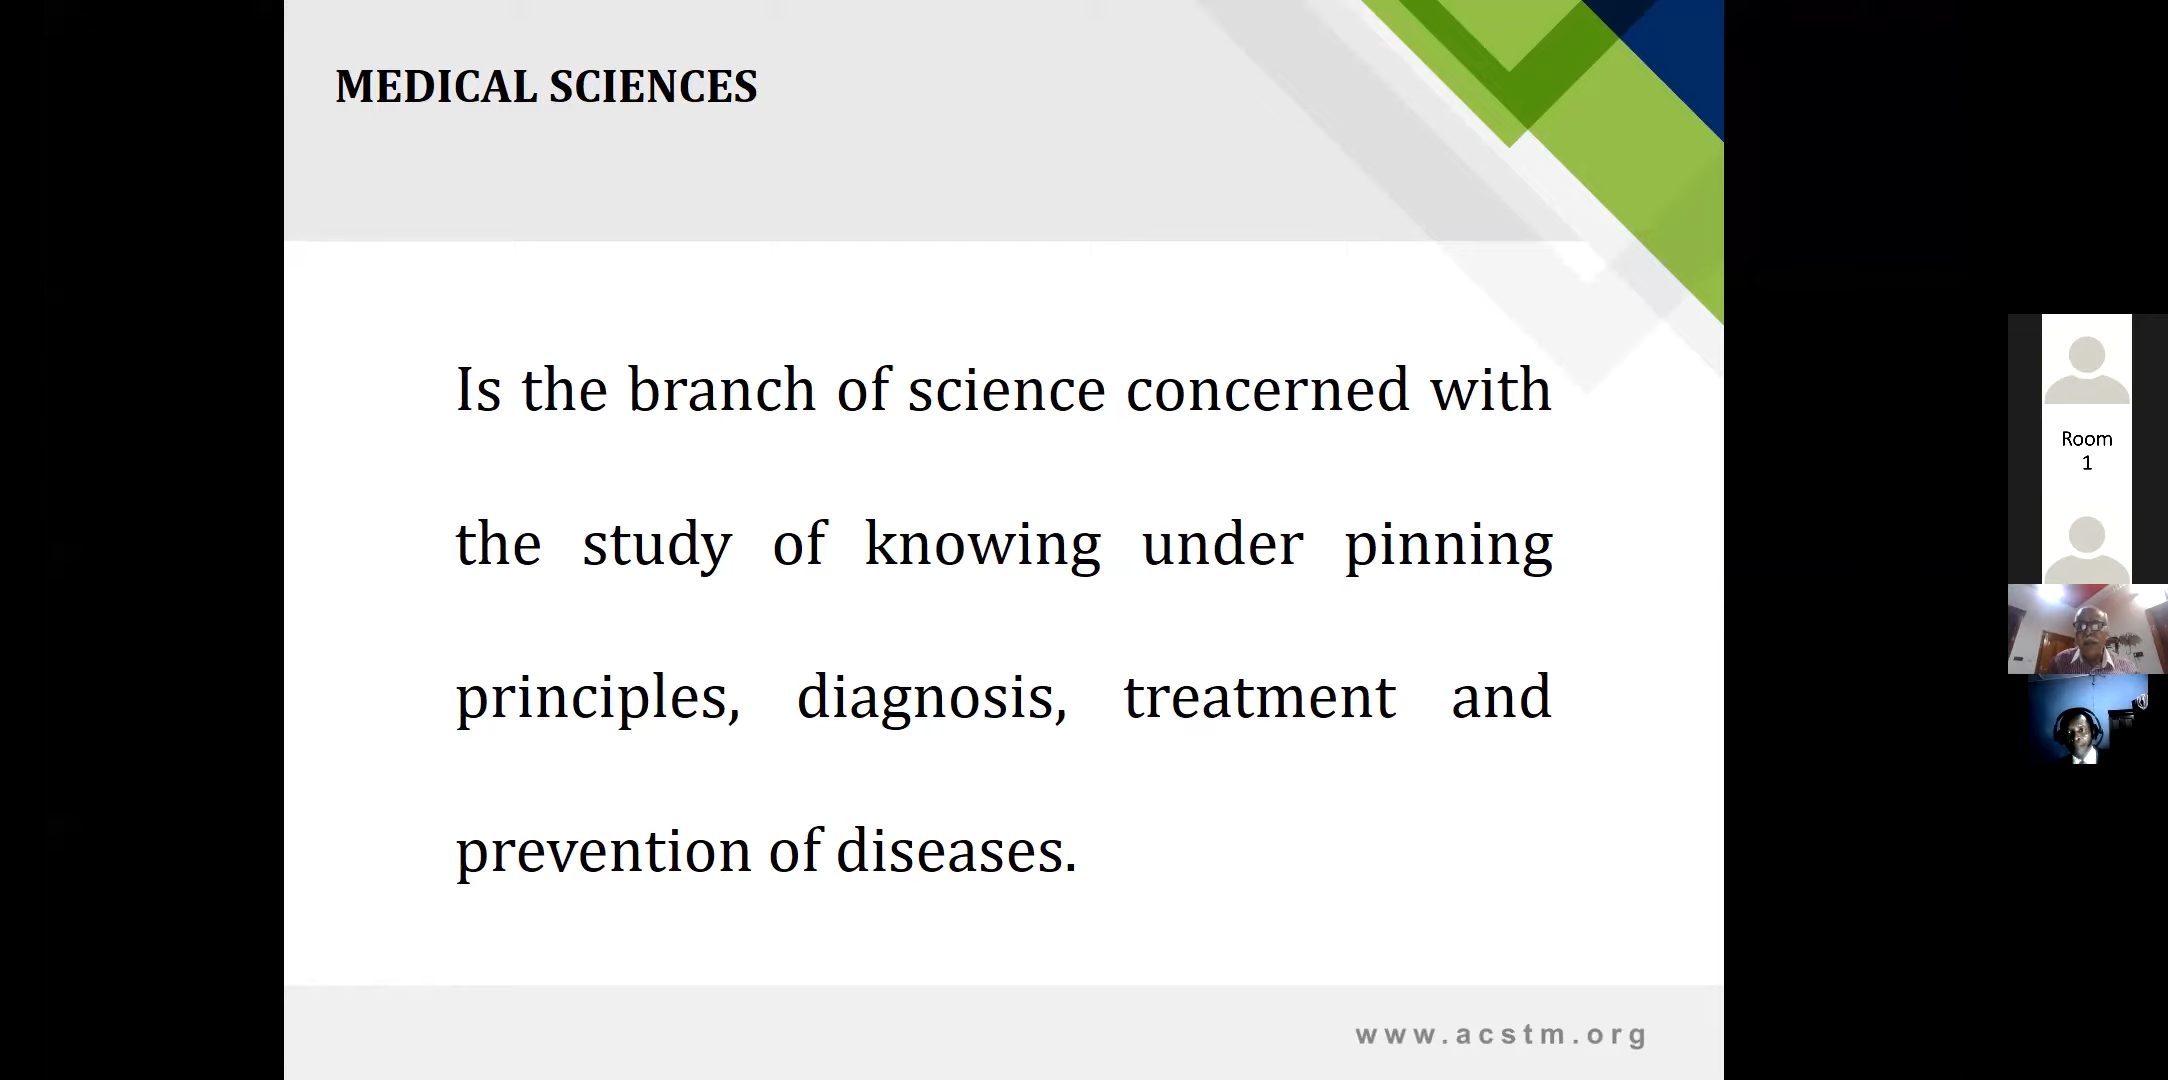 MEDICAL SCIENCES
Is the branch of science concerned with
the study of knowing under pinning
principles, diagnosis, treatment and
prevention of diseases.
www.acstm.org
Room
1